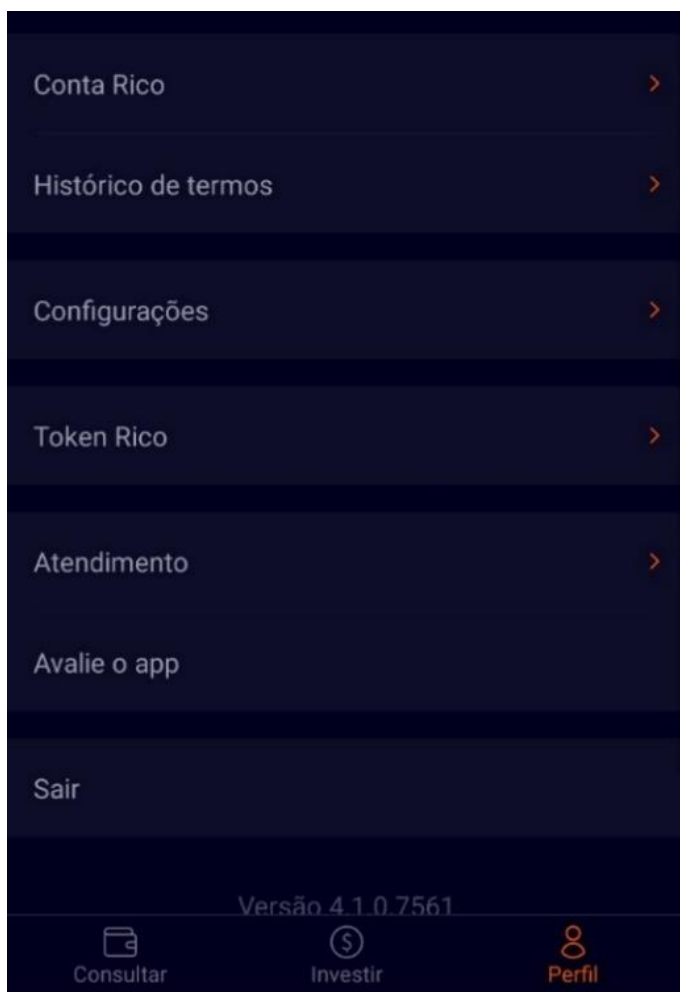 Conta Rico
Histórico de termos
Configurações
Token Rico
Atendimento
Avalie o app
Sair
Versão 4.1.0.7561
Consultar Investir Perfil